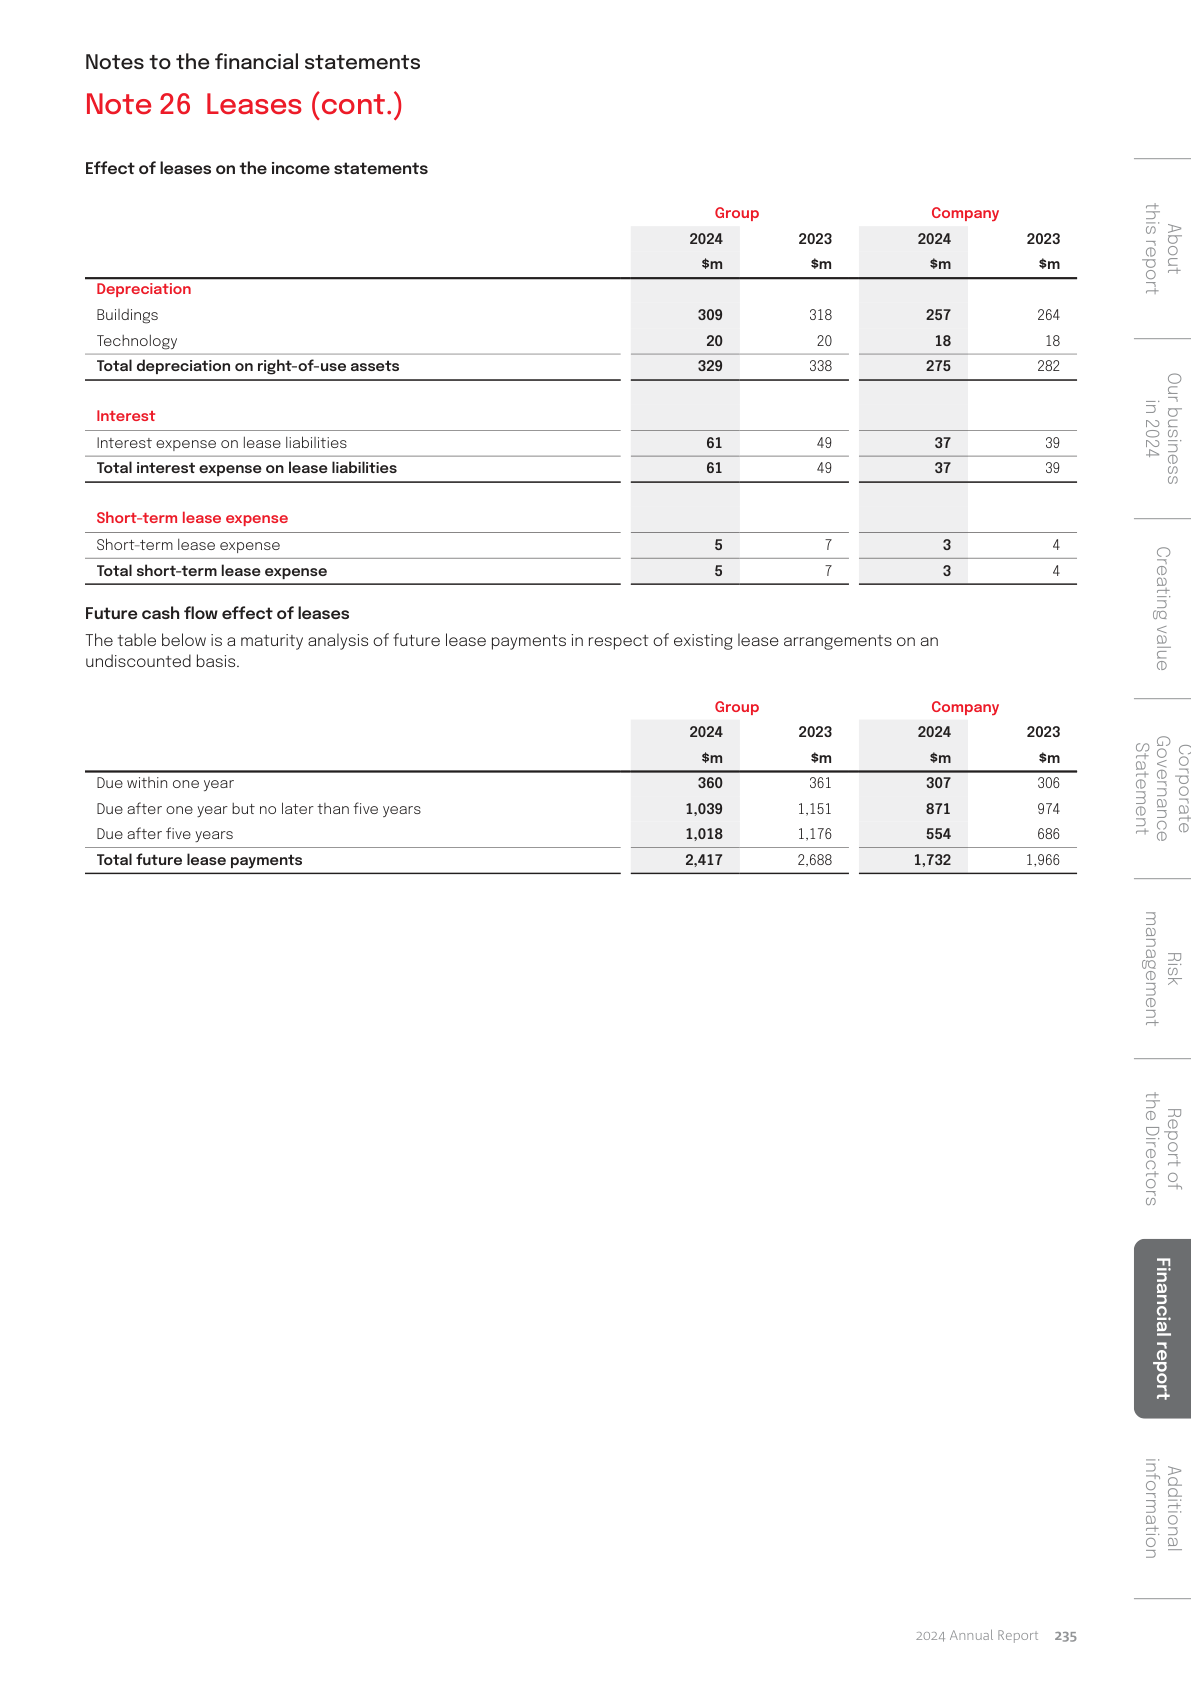 Notes to the financial statements
Note 26 Leases (cont.)
Effect of leases on the income statements
Group Company
2024 2023 2024 2023
$m $m $m $m
Depreciation
Buildings 309 318 257 264
Technology 20 20 18 18
Total depreciation on right-of-use assets 329 338 275 282
Interest
Interest expense on lease liabilities 61 49 37 39
Total interest expense on lease liabilities 61 49 37 39
Short-term lease expense
Short-term lease expense 5 7 3 4
Total short-term lease expense 5 7 3 4
Future cash flow effect of leases
The table below is a maturity analysis of future lease payments in respect of existing lease arrangements on an
undiscounted basis.
Group Company
2024 2023 2024 2023
$m $m $m $m
Due within one year 360 361 307 306
Due after one year but no later than five years 1,039 1,151 871 974
Due after five years 1,018 1,176 554 686
Total future lease payments 2,417 2,688 1,732 1,966
About
this report
Our business
in 2024
Creating value
Corporate
Governance
Statement
Risk
management
Report of
the Directors
Financial report
Additional
information
2024 Annual Report 235